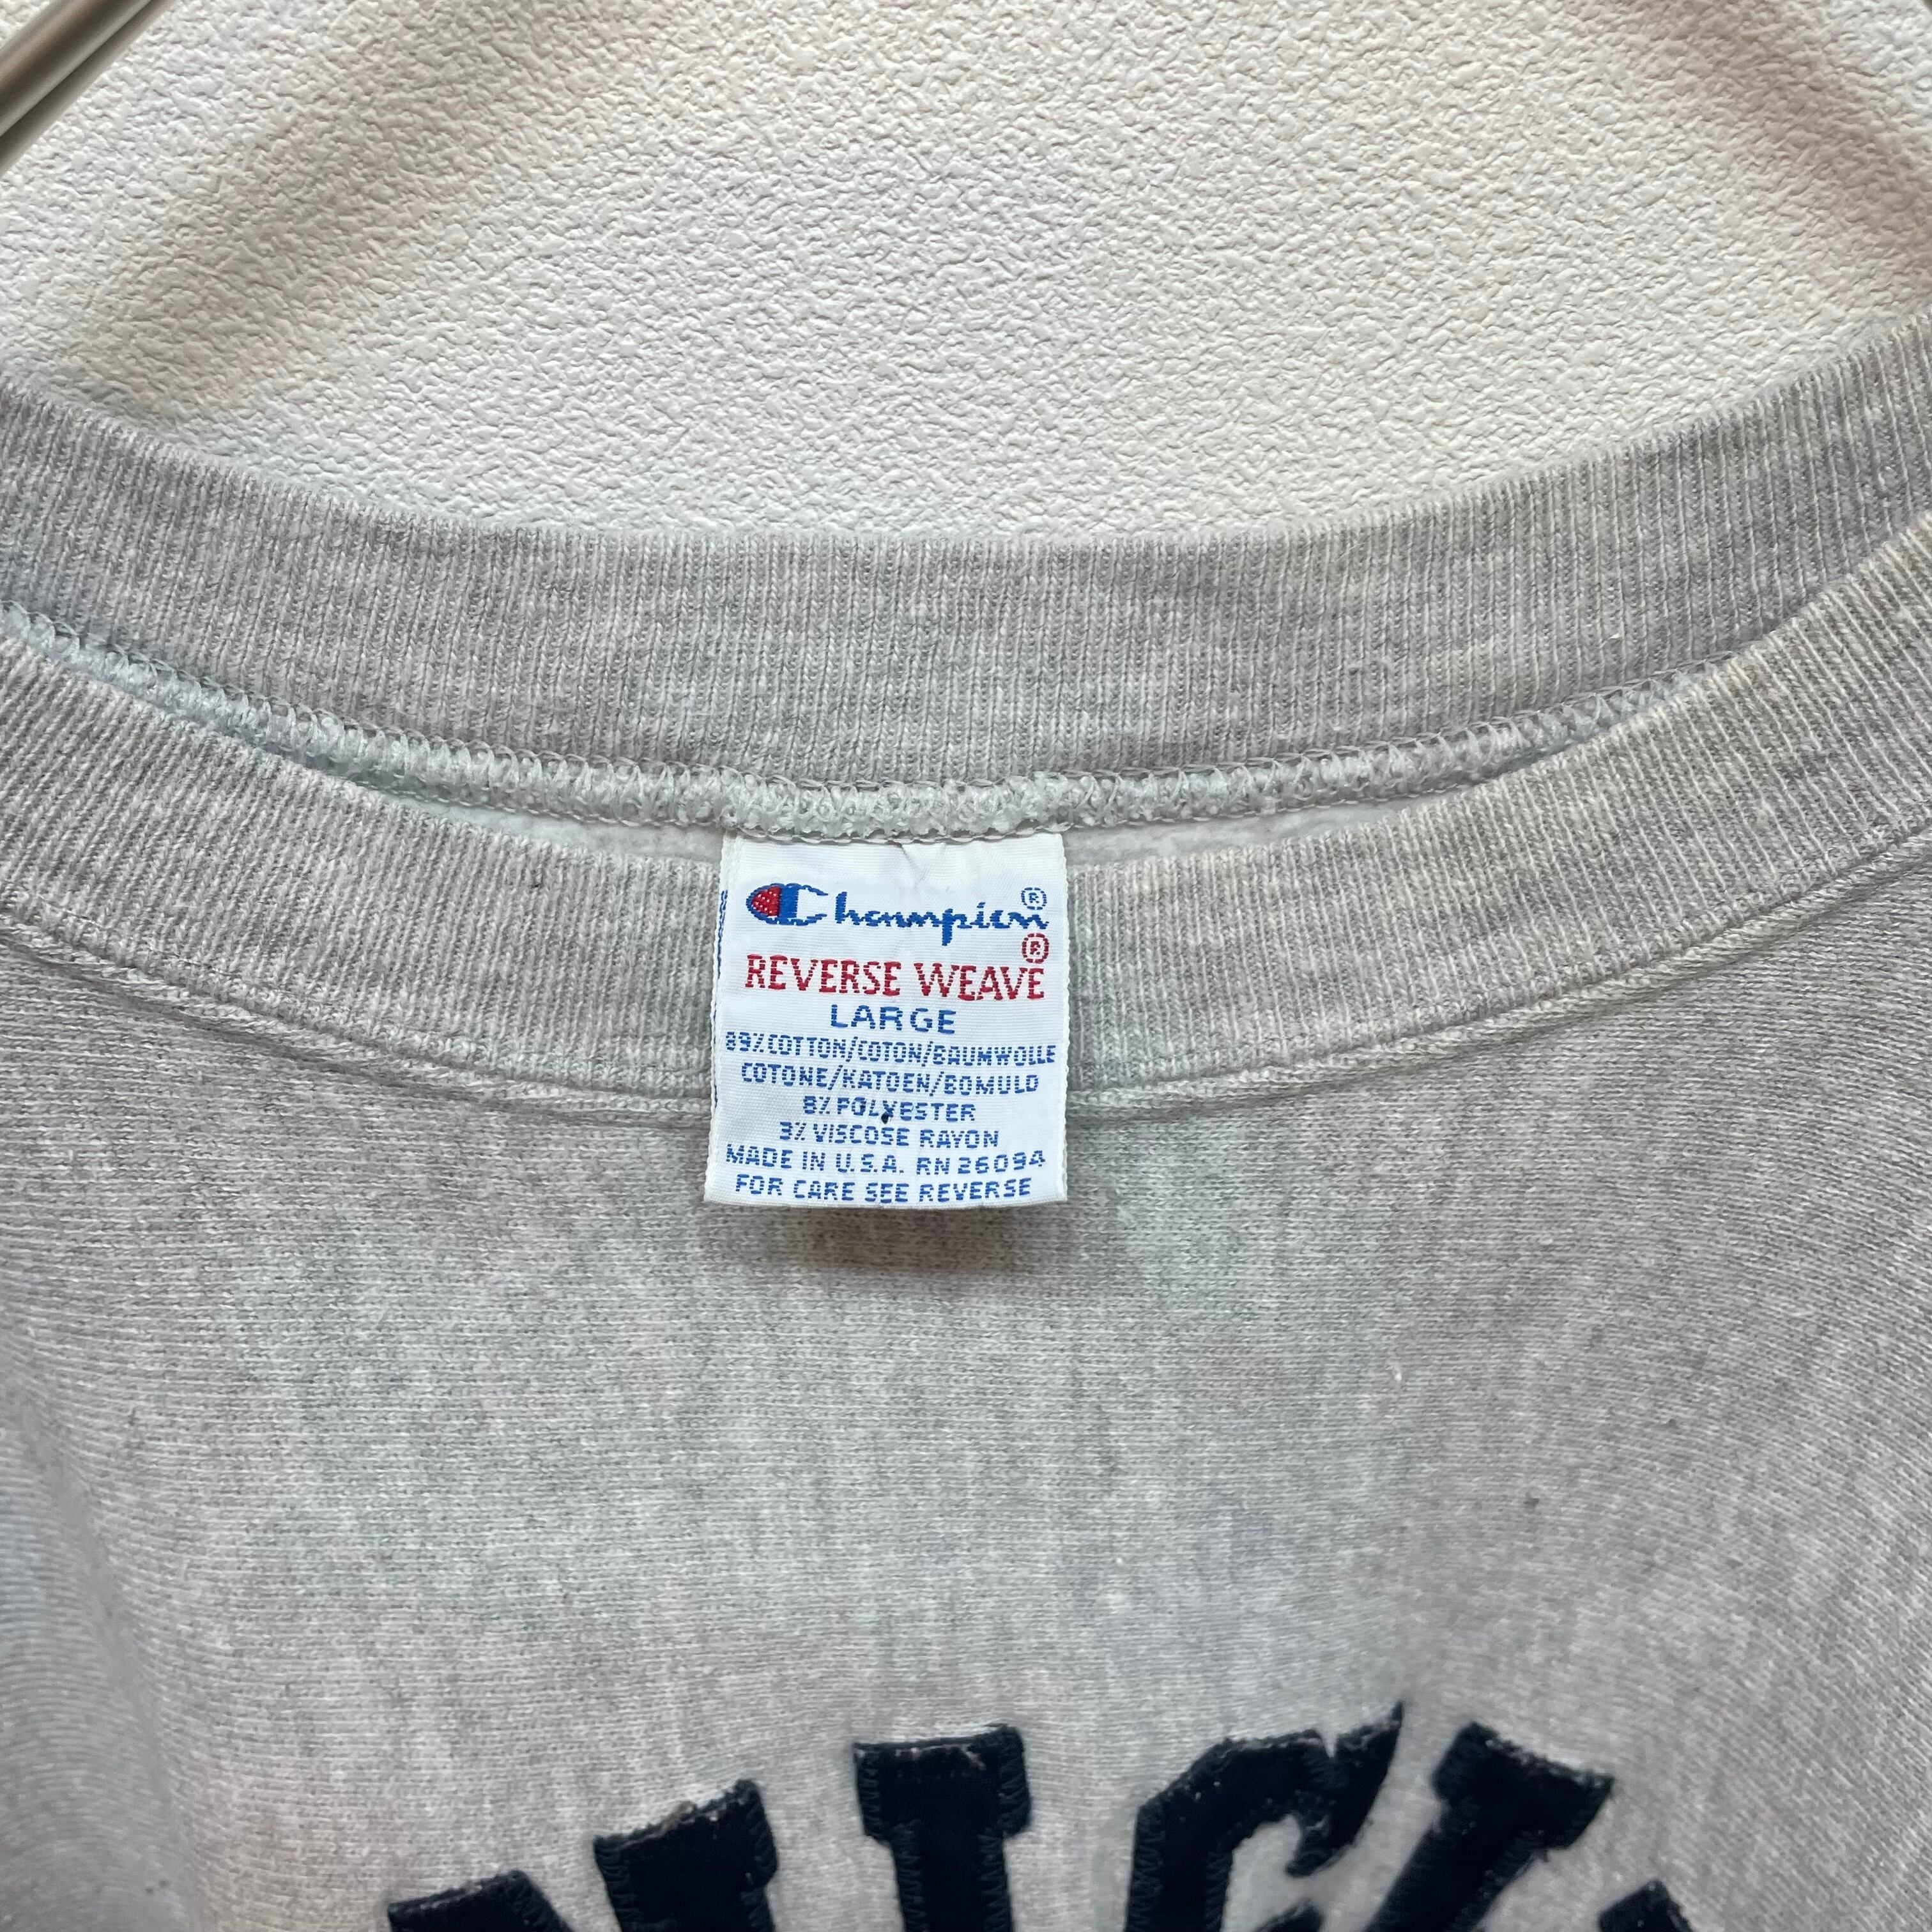 Champion®
®
REVERSE WEAVE
LARGE
89% COTTON/COTON/BAUMWOLLE
COTONE/KATOEN/BOMULD
8% POLYESTER
3% VISCOSE RAYON
MADE IN U.S.A. RN 26094
FOR CARE SEE REVERSE